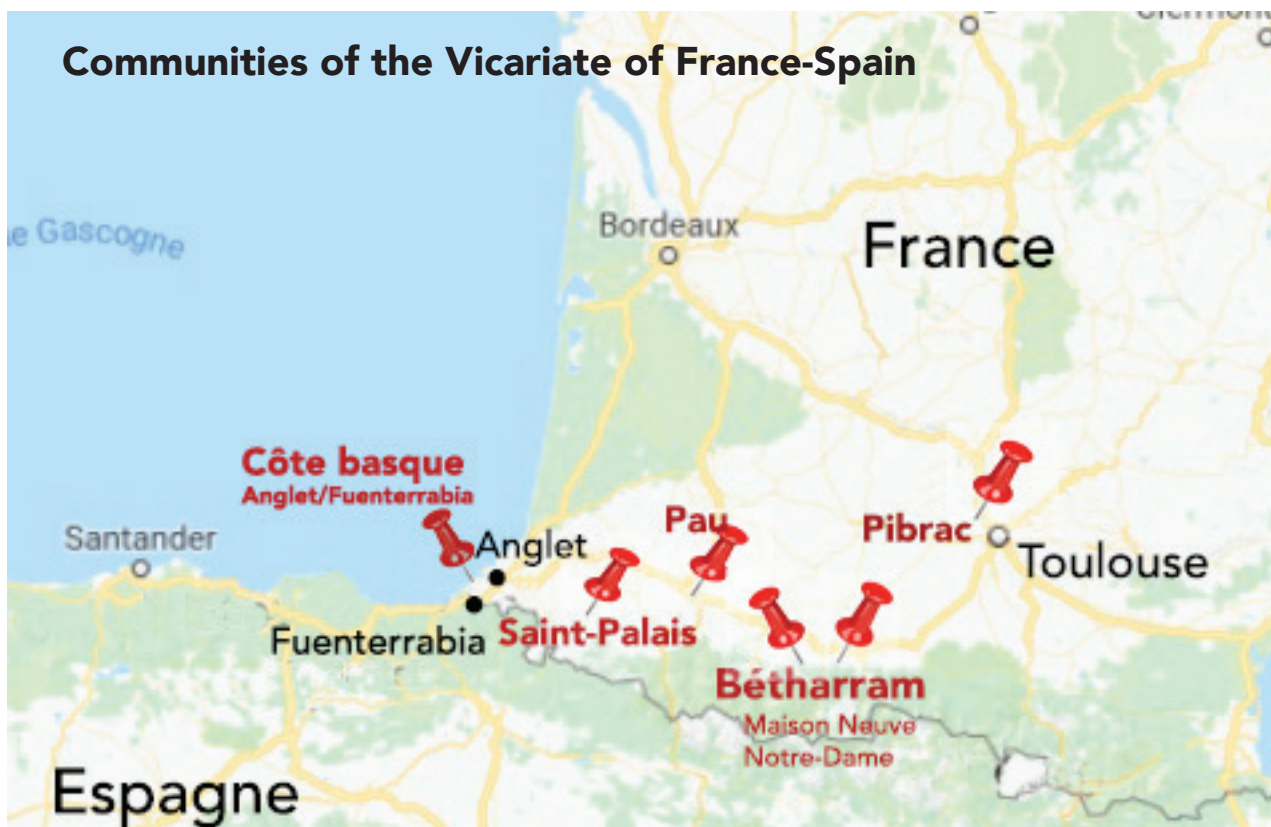 Communities of the Vicariate of France-Spain
Gascogne
Bordeaux
France
Côte basque
Anglet/Fuenterrabia
Santander
Anglet
Pau
Pibrac
Toulouse
Fuenterrabia
Saint-Palais
Bétharram
Maison Neuve
Notre-Dame
Espagne